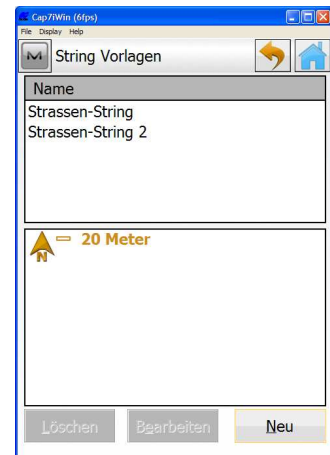 Cap7iWin (6fps)
File Display Help
M String Vorlagen
Name
Strassen-String
Strassen-String 2
20 Meter
N
Löschen Bearbeiten Neu